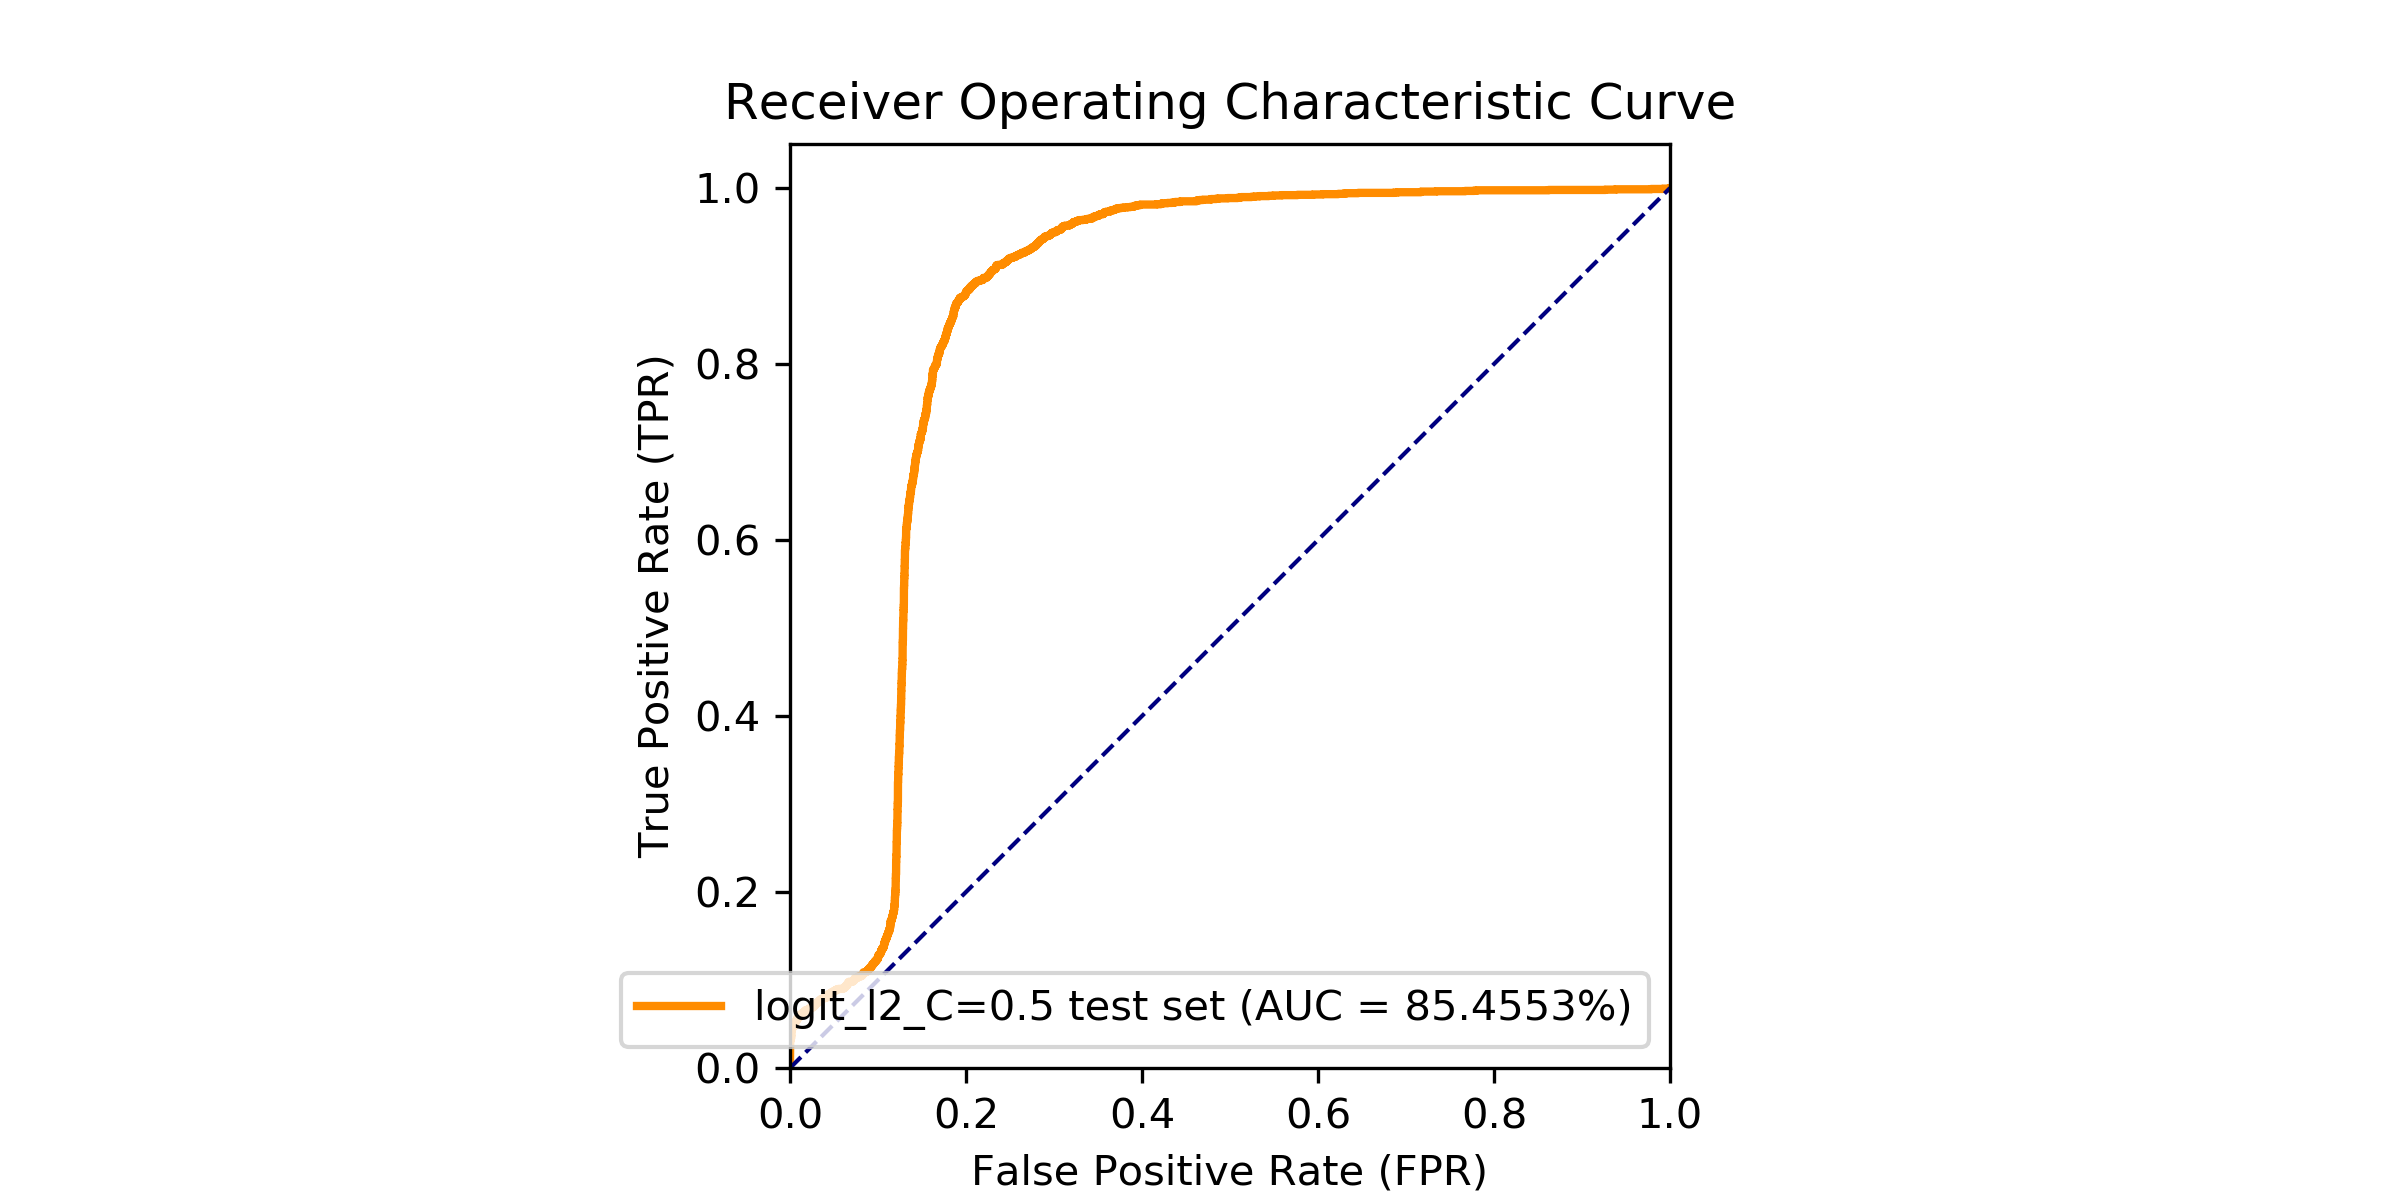 Receiver Operating Characteristic Curve
True Positive Rate (TPR)
1.0
0.8
0.6
0.4
0.2
0.0
logit_l2_C=0.5 test set (AUC = 85.4553%)
0.0 0.2 0.4 0.6 0.8 1.0
False Positive Rate (FPR)